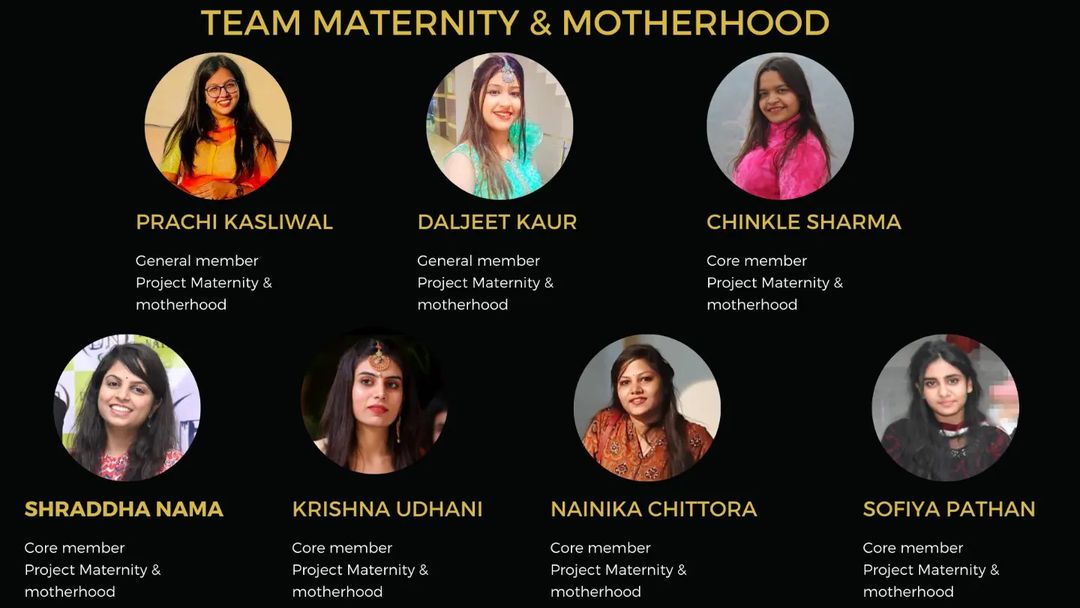 TEAM MATERNITY & MOTHERHOOD
PRACHI KASLIWAL
General member
Project Maternity &
motherhood
DALJEET KAUR
General member
Project Maternity &
motherhood
CHINKLE SHARMA
Core member
Project Maternity &
motherhood
SHRADDHA NAMA
Core member
Project Maternity &
motherhood
KRISHNA UDHANI
Core member
Project Maternity &
motherhood
NAINIKA CHITTORA
Core member
Project Maternity &
motherhood
SOFIYA PATHAN
Core member
Project Maternity &
motherhood